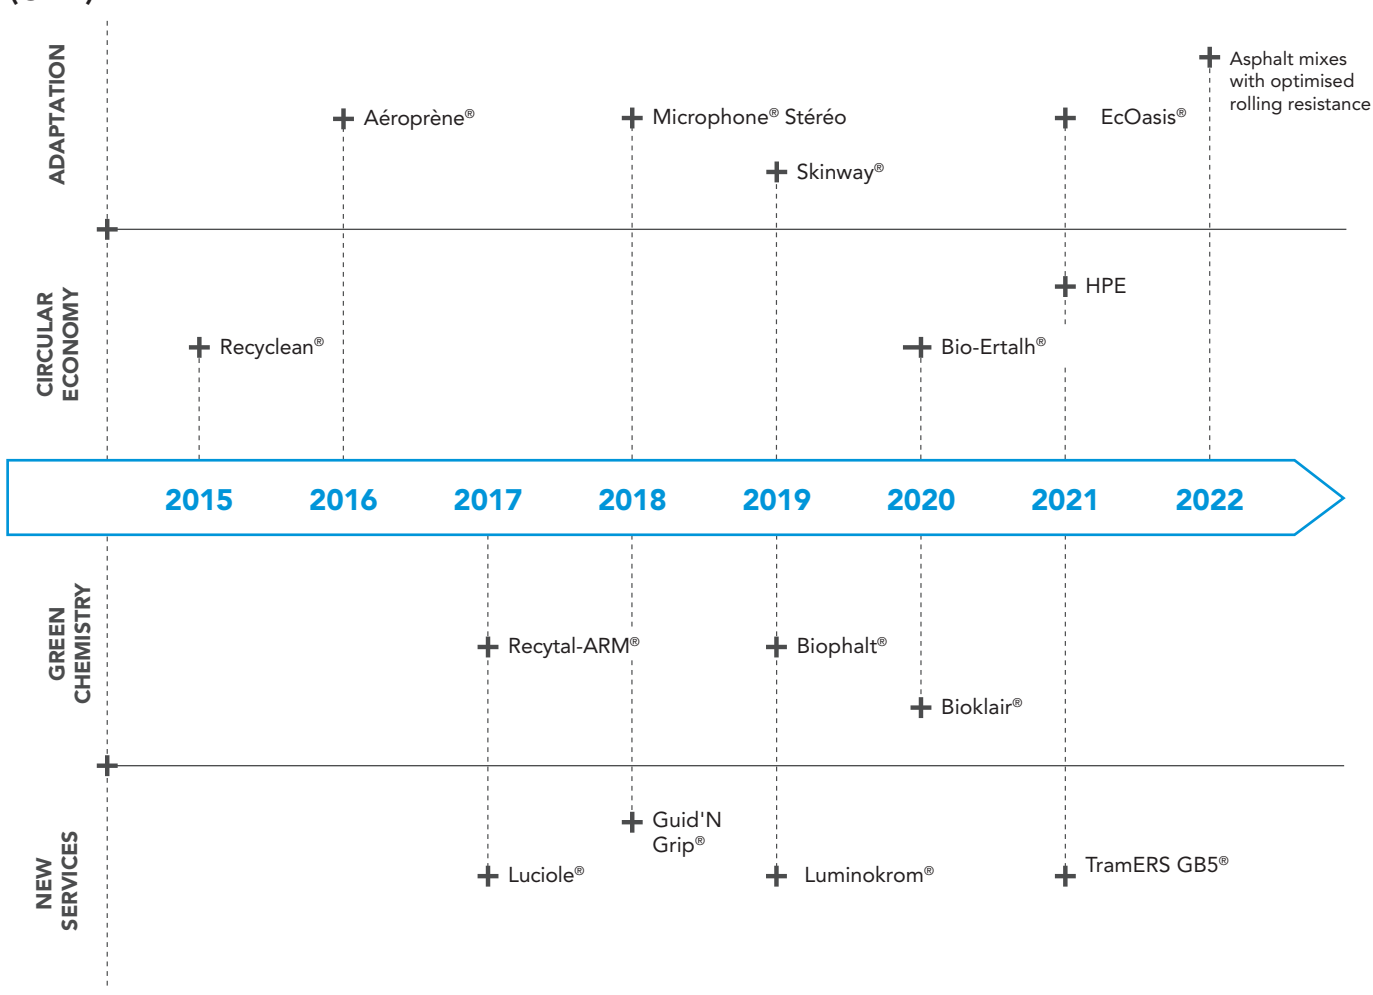 ADAPTATION
Aéroprène®
Microphone® Stéréo
Skinway®
EcOasis®
Asphalt mixes
with optimised
rolling resistance
CIRCULAR
ECONOMY
Recyclean®
Bio-Ertalh®
HPE
2015 2016 2017 2018 2019 2020 2021 2022
GREEN
CHEMISTRY
Recytal-ARM®
Biophalt®
Bioklair®
NEW
SERVICES
Luciole®
Guid'N
Grip®
Luminokrom®
TramERS GB5®